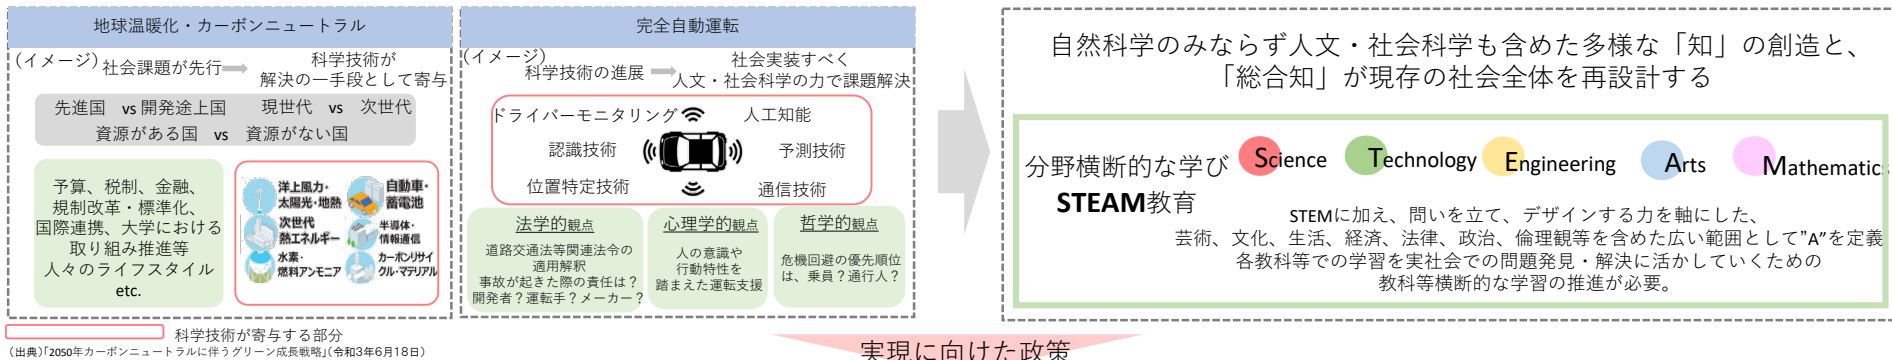 地球温暖化・カーボンニュートラル
(イメージ)
社会課題が先行
科学技術が
解決の一手段として寄与
先進国 vs 開発途上国 現世代 vs 次世代
資源がある国 vs 資源がない国
予算、税制、金融、
規制改革・標準化、
国際連携、大学における
取り組み推進等
人々のライフスタイル
etc.
洋上風力・
太陽光・地熱
自動車・
蓄電池
次世代
熱エネルギー
半導体・
情報通信
水素・
燃料アンモニア
カーボンリサイ
クル・マテリアル
科学技術が寄与する部分
(出典)「2050年カーボンニュートラルに伴うグリーン成長戦略」(令和3年6月18日)
完全自動運転
(イメージ)
科学技術の進展
社会実装すべく
人文・社会科学の力で課題解決
ドライバーモニタリング
人工知能
認識技術
予測技術
位置特定技術
通信技術
法学的観点
道路交通法等関連法令の
適用解釈
事故が起きた際の責任は?
開発者?運転手?メーカー?
心理学的観点
人の意識や
行動特性を
踏まえた運転支援
哲学的観点
危機回避の優先順位
は、乗員?通行人?
自然科学のみならず人文・社会科学も含めた多様な「知」の創造と、
「総合知」が現存の社会全体を再設計する
分野横断的な学び
STEAM教育
Science Technology Engineering Arts Mathematics
STEMに加え、問いを立て、デザインする力を軸にした、
芸術、文化、生活、経済、法律、政治、倫理観等を含めた広い範囲として"A"を定義
各教科等での学習を実社会での問題発見・解決に活かしていくための
教科等横断的な学習の推進が必要。
実現に向けた政策